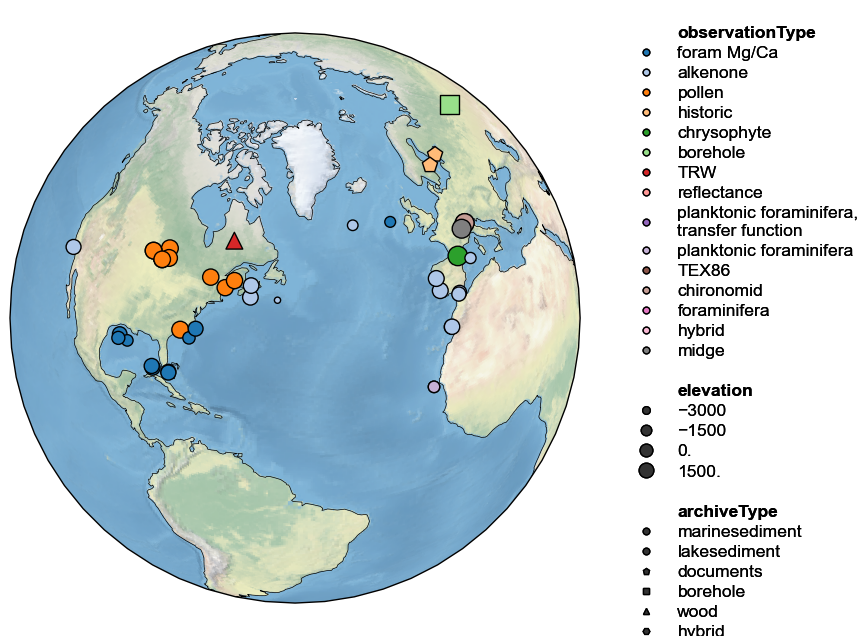 observationType
foram Mg/Ca
alkenone
pollen
historic
chrysophyte
borehole
TRW
reflectance
planktonic foraminifera,
transfer function
planktonic foraminifera
TEX86
chironomid
foraminifera
hybrid
midge
elevation
−3000
−1500
0.
1500.
archiveType
marinesediment
lakesediment
documents
borehole
wood
hybrid